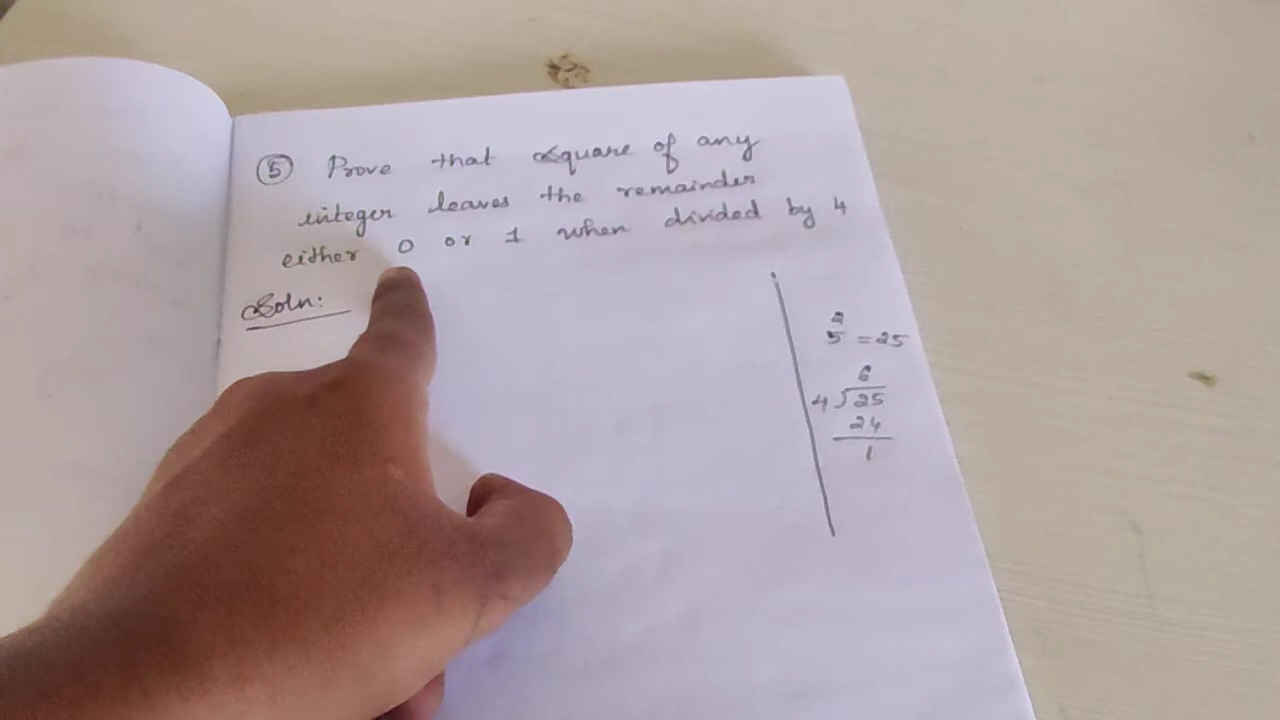 5 Prove that square of any
integer leaves the remainder
either 0 or 1 when divided by 4
Soln:
5² = 25
6
4 √25
24
1